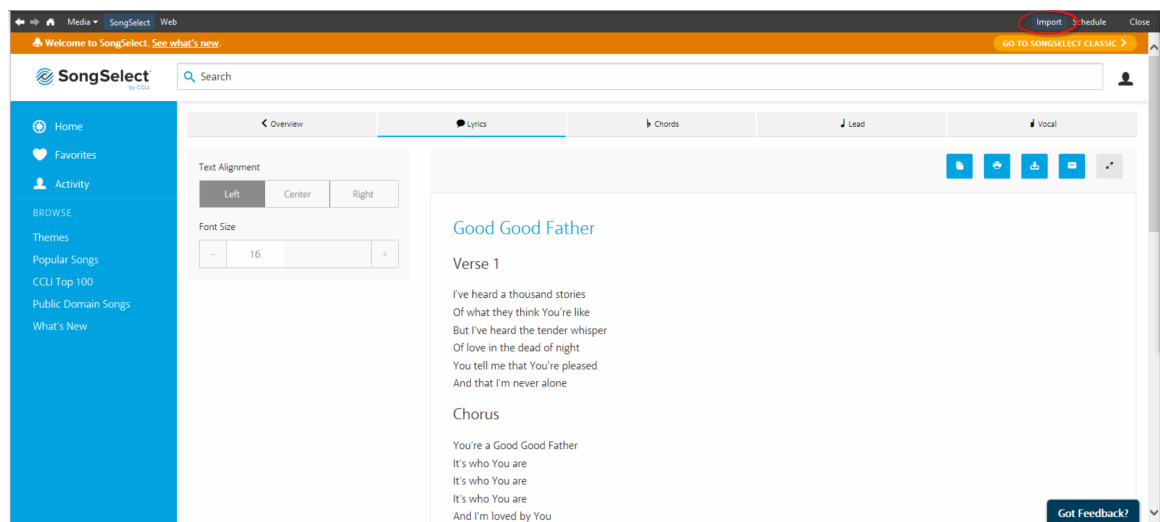 Media SongSelect Web Import Schedule Close
Welcome to SongSelect. See what's new. GO TO SONGSELECT CLASSIC
SongSelect
by CCLI
Search
Home
Favorites
Activity
BROWSE
Themes
Popular Songs
CCLI Top 100
Public Domain Songs
What's New
Overview Lyrics Chords Lead Vocal
Text Alignment
Left Center Right
Font Size
− 16 +
Good Good Father
Verse 1
I've heard a thousand stories
Of what they think You're like
But I've heard the tender whisper
Of love in the dead of night
You tell me that You're pleased
And that I'm never alone
Chorus
You're a Good Good Father
It's who You are
It's who You are
It's who You are
And I'm loved by You
Got Feedback?